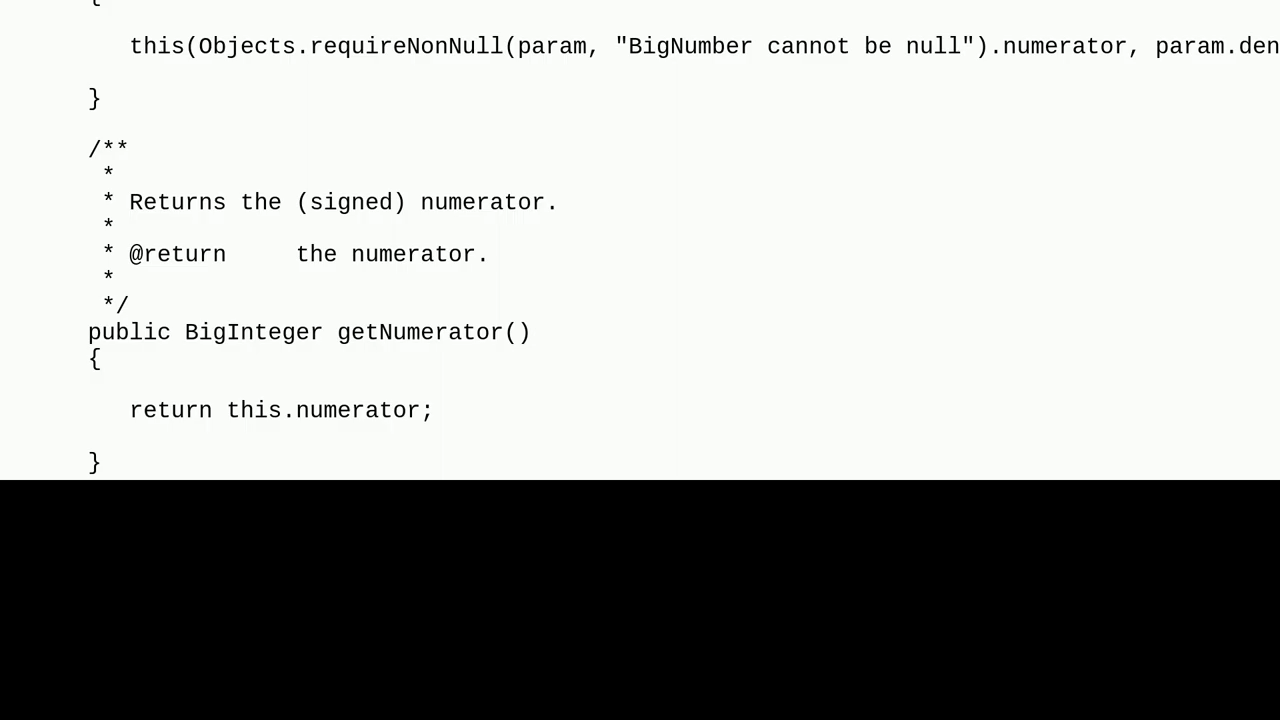 {
this(Objects.requireNonNull(param, "BigNumber cannot be null").numerator, param.den
}
/**
*
* Returns the (signed) numerator.
*
* @return     the numerator.
*
*/
public BigInteger getNumerator()
{
return this.numerator;
}